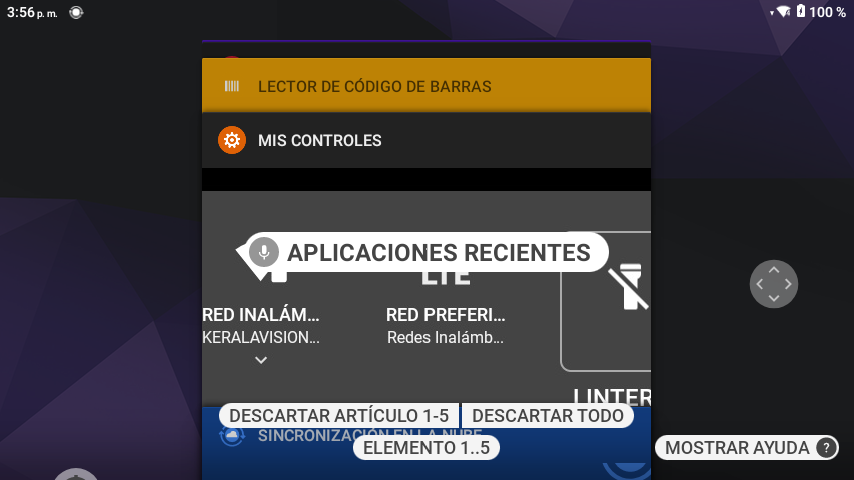 3:56 p. m.
100 %
LECTOR DE CÓDIGO DE BARRAS
MIS CONTROLES
APLICACIONES RECIENTES
LTE
RED INALÁM...
RED PREFERI...
KERALAVISION...
Redes Inalámb...
LINTER
DESCARTAR ARTÍCULO 1-5
DESCARTAR TODO
SINCRONIZACIÓN EN LA NUBE
ELEMENTO 1..5
MOSTRAR AYUDA ?